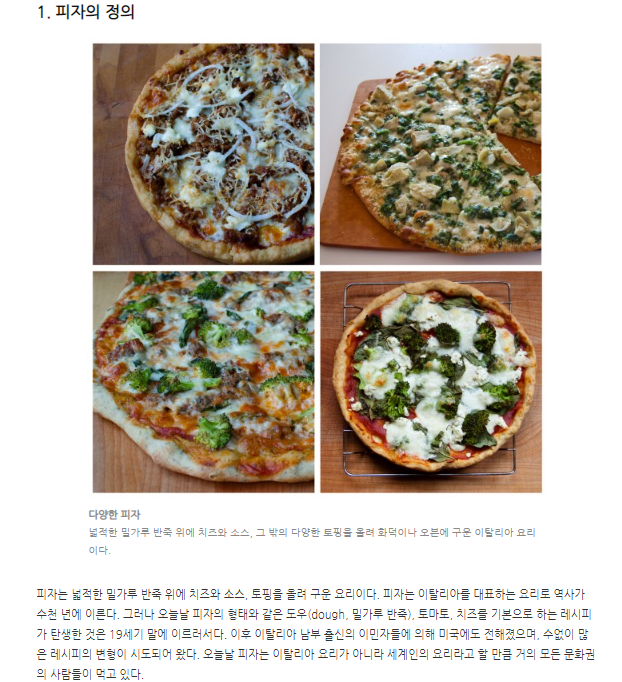 1. 피자의 정의
다양한 피자
넓적한 밀가루 반죽 위에 치즈와 소스, 그 밖의 다양한 토핑을 올려 화덕이나 오븐에 구운 이탈리아 요리
이다.
피자는 넓적한 밀가루 반죽 위에 치즈와 소스, 토핑을 올려 구운 요리이다. 피자는 이탈리아를 대표하는 요리로 역사가
수천 년에 이른다. 그러나 오늘날 피자의 형태와 같은 도우(dough, 밀가루 반죽), 토마토, 치즈를 기본으로 하는 레시피
가 탄생한 것은 19세기 말에 이르러서다. 이후 이탈리아 남부 출신의 이민자들에 의해 미국에도 전해졌으며, 수없이 많
은 레시피의 변형이 시도되어 왔다. 오늘날 피자는 이탈리아 요리가 아니라 세계인의 요리라고 할 만큼 거의 모든 문화권
의 사람들이 먹고 있다.